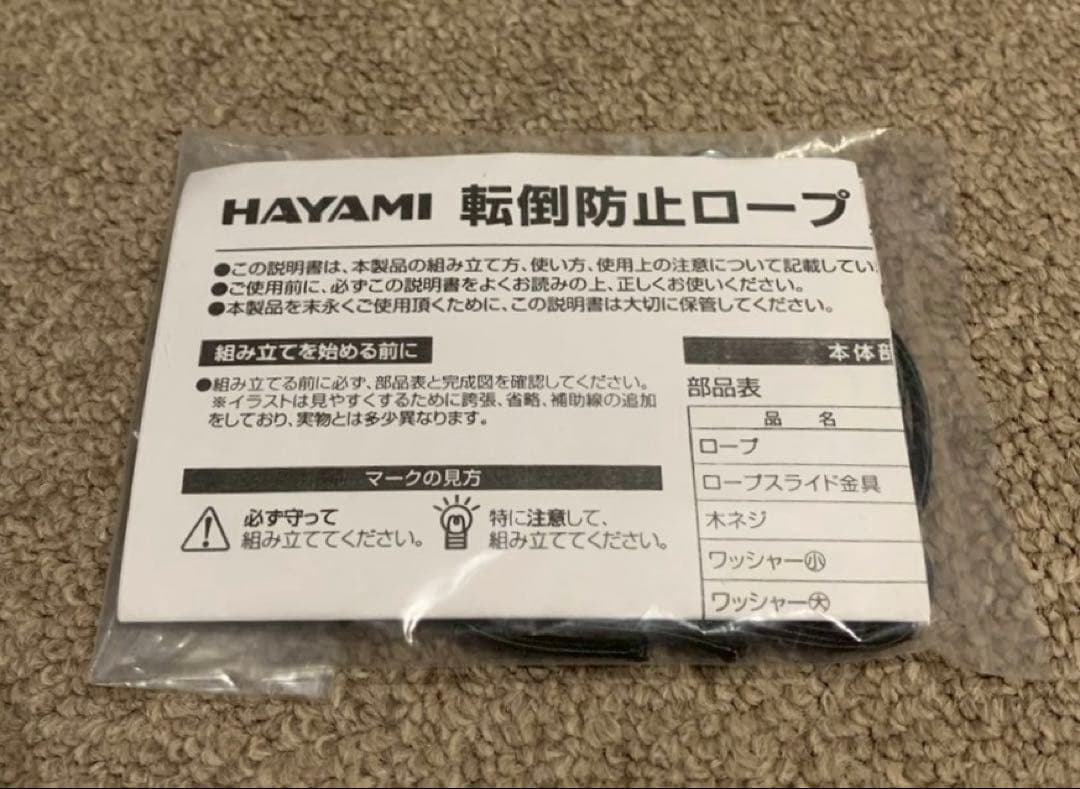 HAYAMI 転倒防止ロープ
●この説明書は、本製品の組み立て方、使い方、使用上の注意について記載してい
●ご使用前に、必ずこの説明書をよくお読みの上、正しくお使いください。
●本製品を末永くご使用頂くために、この説明書は大切に保管してください。
組み立てを始める前に
●組み立てる前に必ず、部品表と完成図を確認してください。
※イラストは見やすくするために誇張、省略、補助線の追加
をしており、実物とは多少異なります。
マークの見方
必ず守って
組み立ててください。
特に注意して、
組み立ててください。
本体部
部品表
品 名
ロープ
ロープスライド金具
木ネジ
ワッシャー㊙小
ワッシャー㊛大